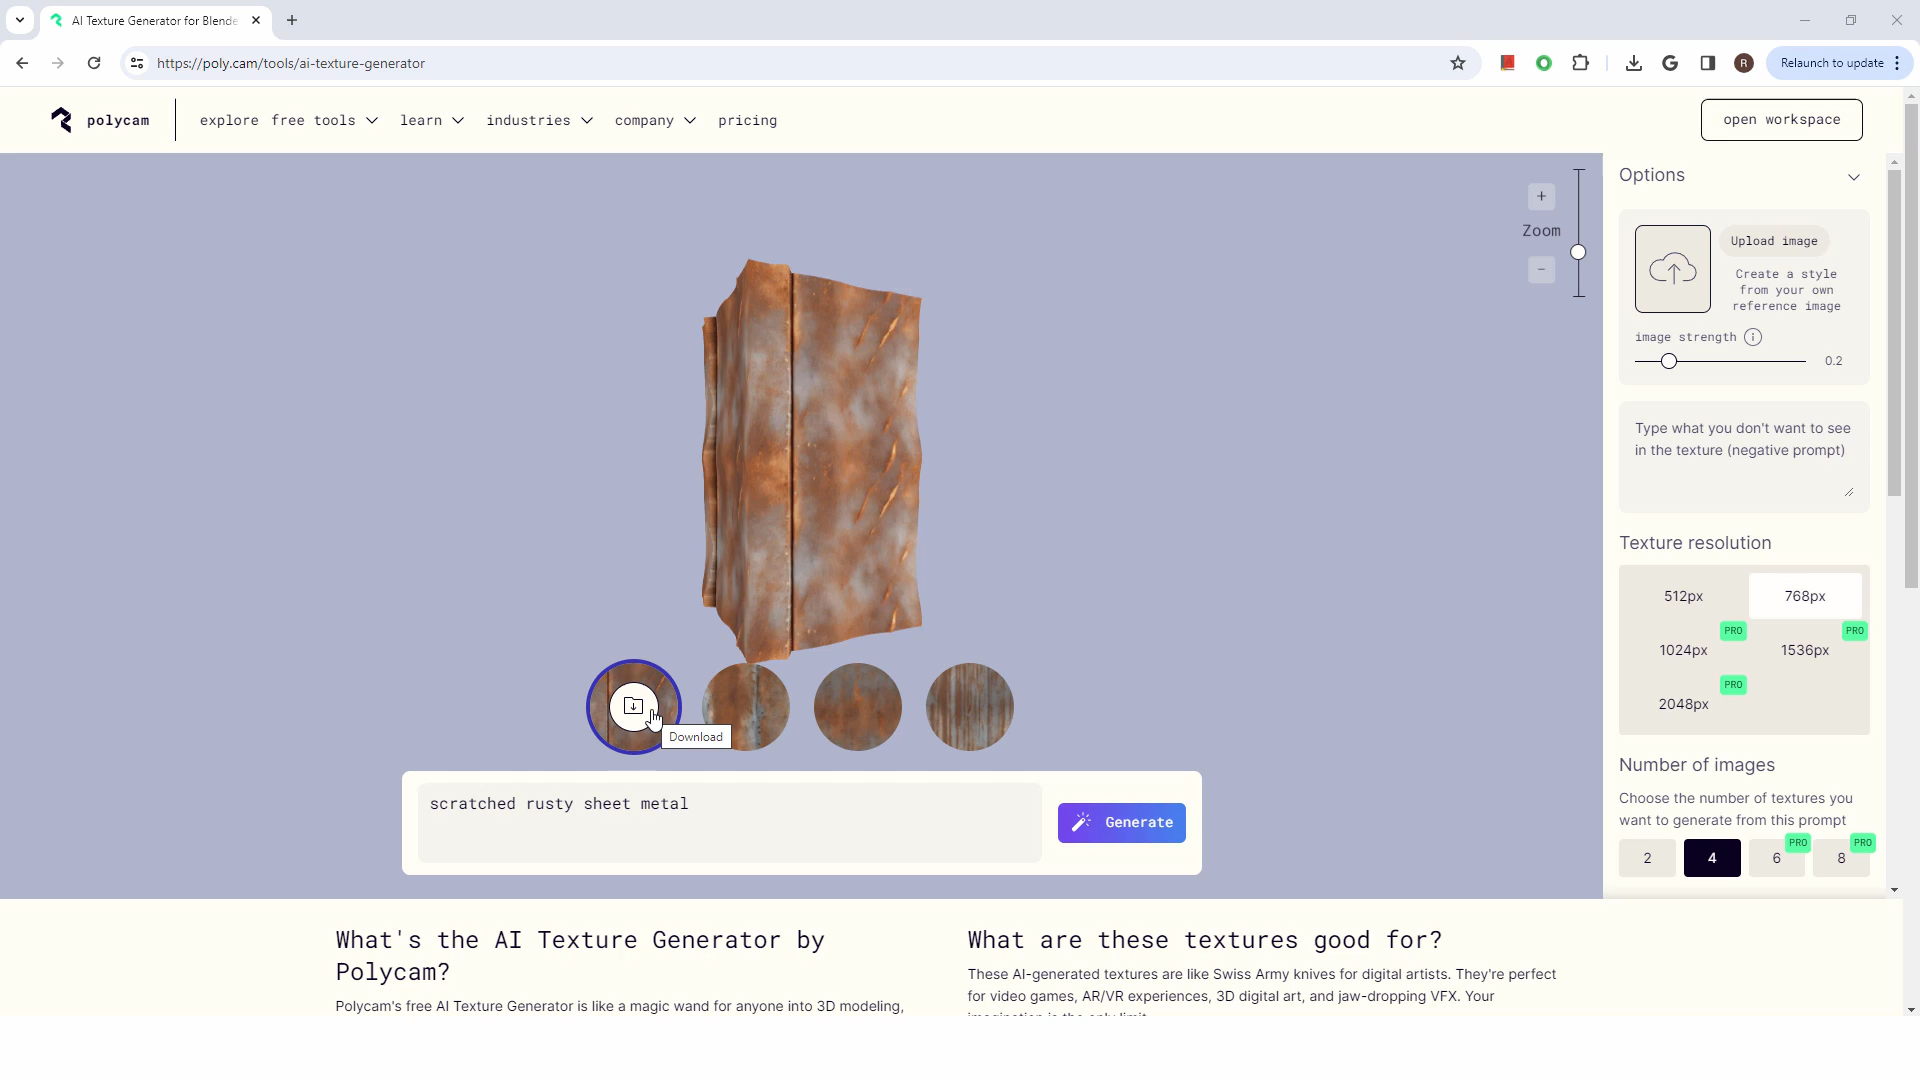 AI Texture Generator for Blende
https://poly.cam/tools/ai-texture-generator
R
Relaunch to update
polycam
explore
free tools
learn
industries
company
pricing
open workspace
+
Zoom
-
Options
Upload image
Create a style
from your own
reference image
image strength i
0.2
Type what you don't want to see
in the texture (negative prompt)
Texture resolution
512px
768px
PRO
PRO
1024px
1536px
PRO
2048px
Number of images
Choose the number of textures you
want to generate from this prompt
PRO
PRO
2
4
6
8
Download
scratched rusty sheet metal
Generate
What's the AI Texture Generator by
Polycam?
Polycam's free AI Texture Generator is like a magic wand for anyone into 3D modeling,
What are these textures good for?
These AI-generated textures are like Swiss Army knives for digital artists. They're perfect
for video games, AR/VR experiences, 3D digital art, and jaw-dropping VFX. Your
imagination is the only limit